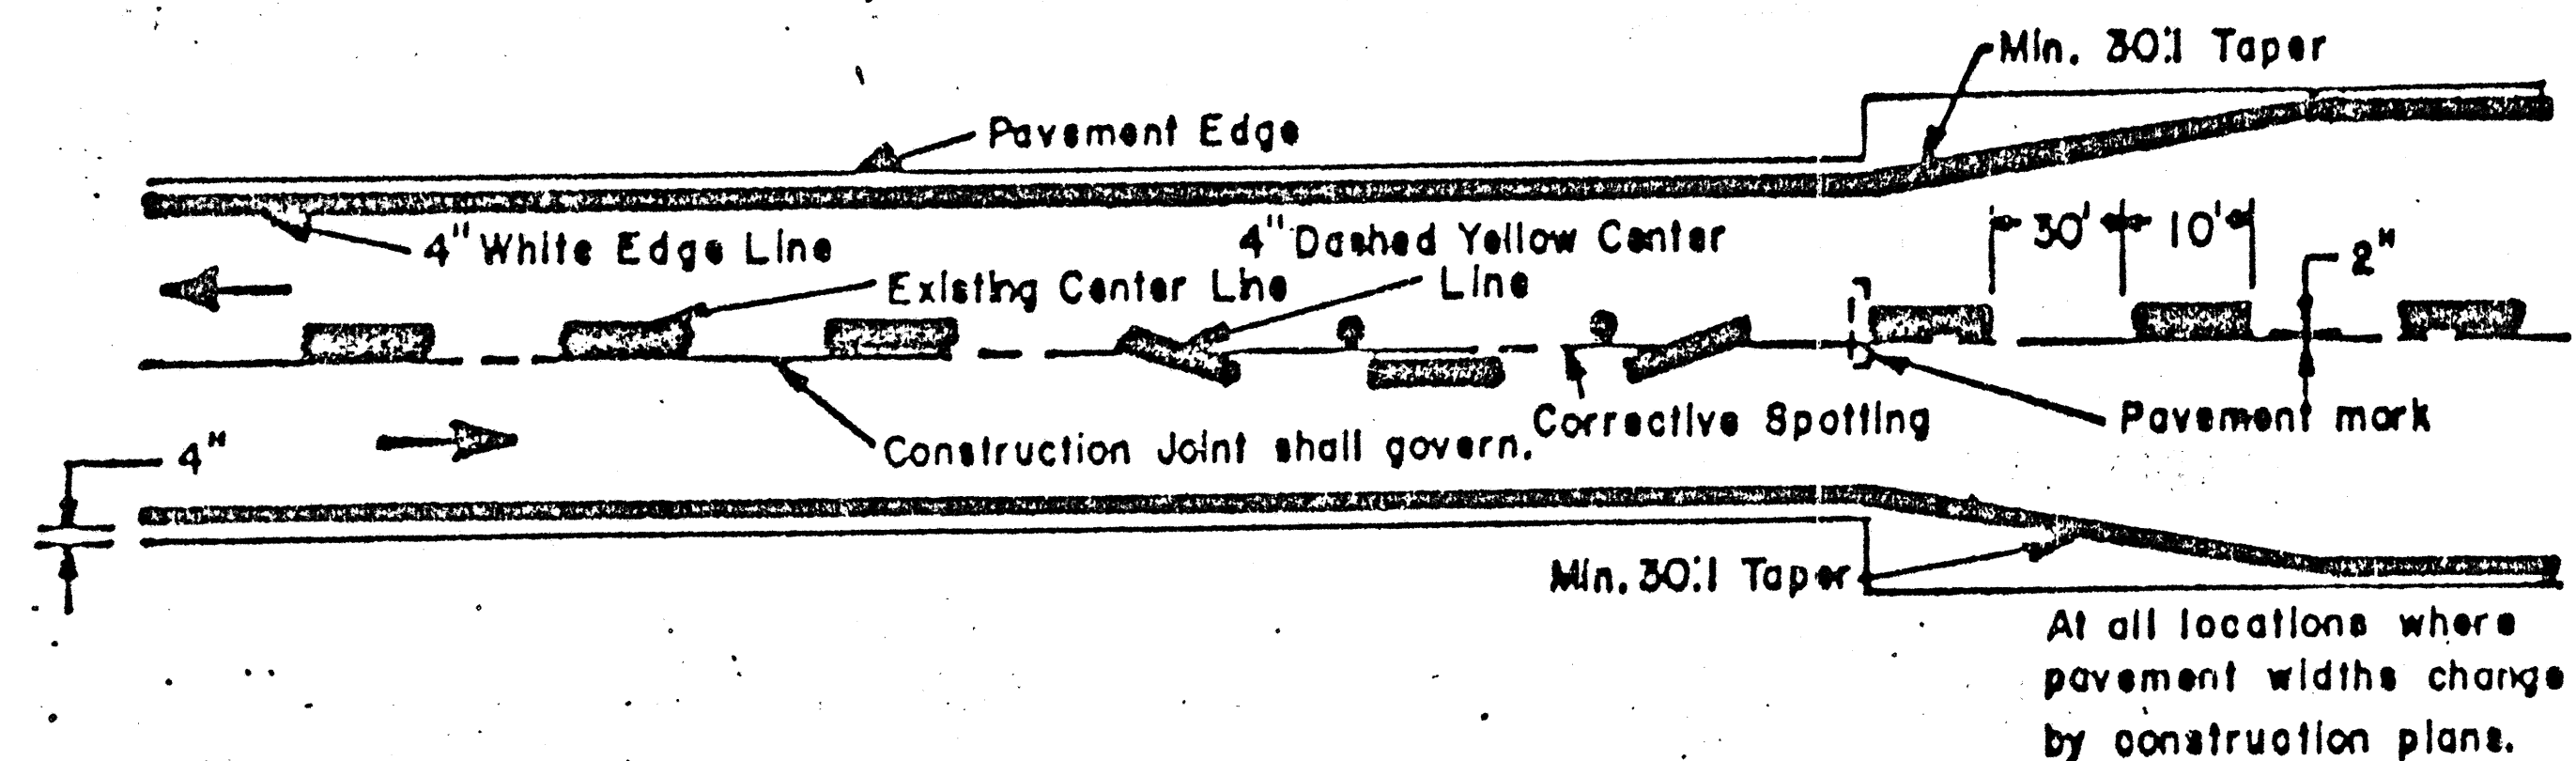 Min. 30:1 Taper
Pavement Edge
4" White Edge Line
4" Dashed Yellow Center
Line
30'
10'
2"
Existing Center Line
Corrective Spotting
Pavement mark
Construction Joint shall govern.
4"
Min. 30:1 Taper
At all locations where
pavement widths change
by construction plans.